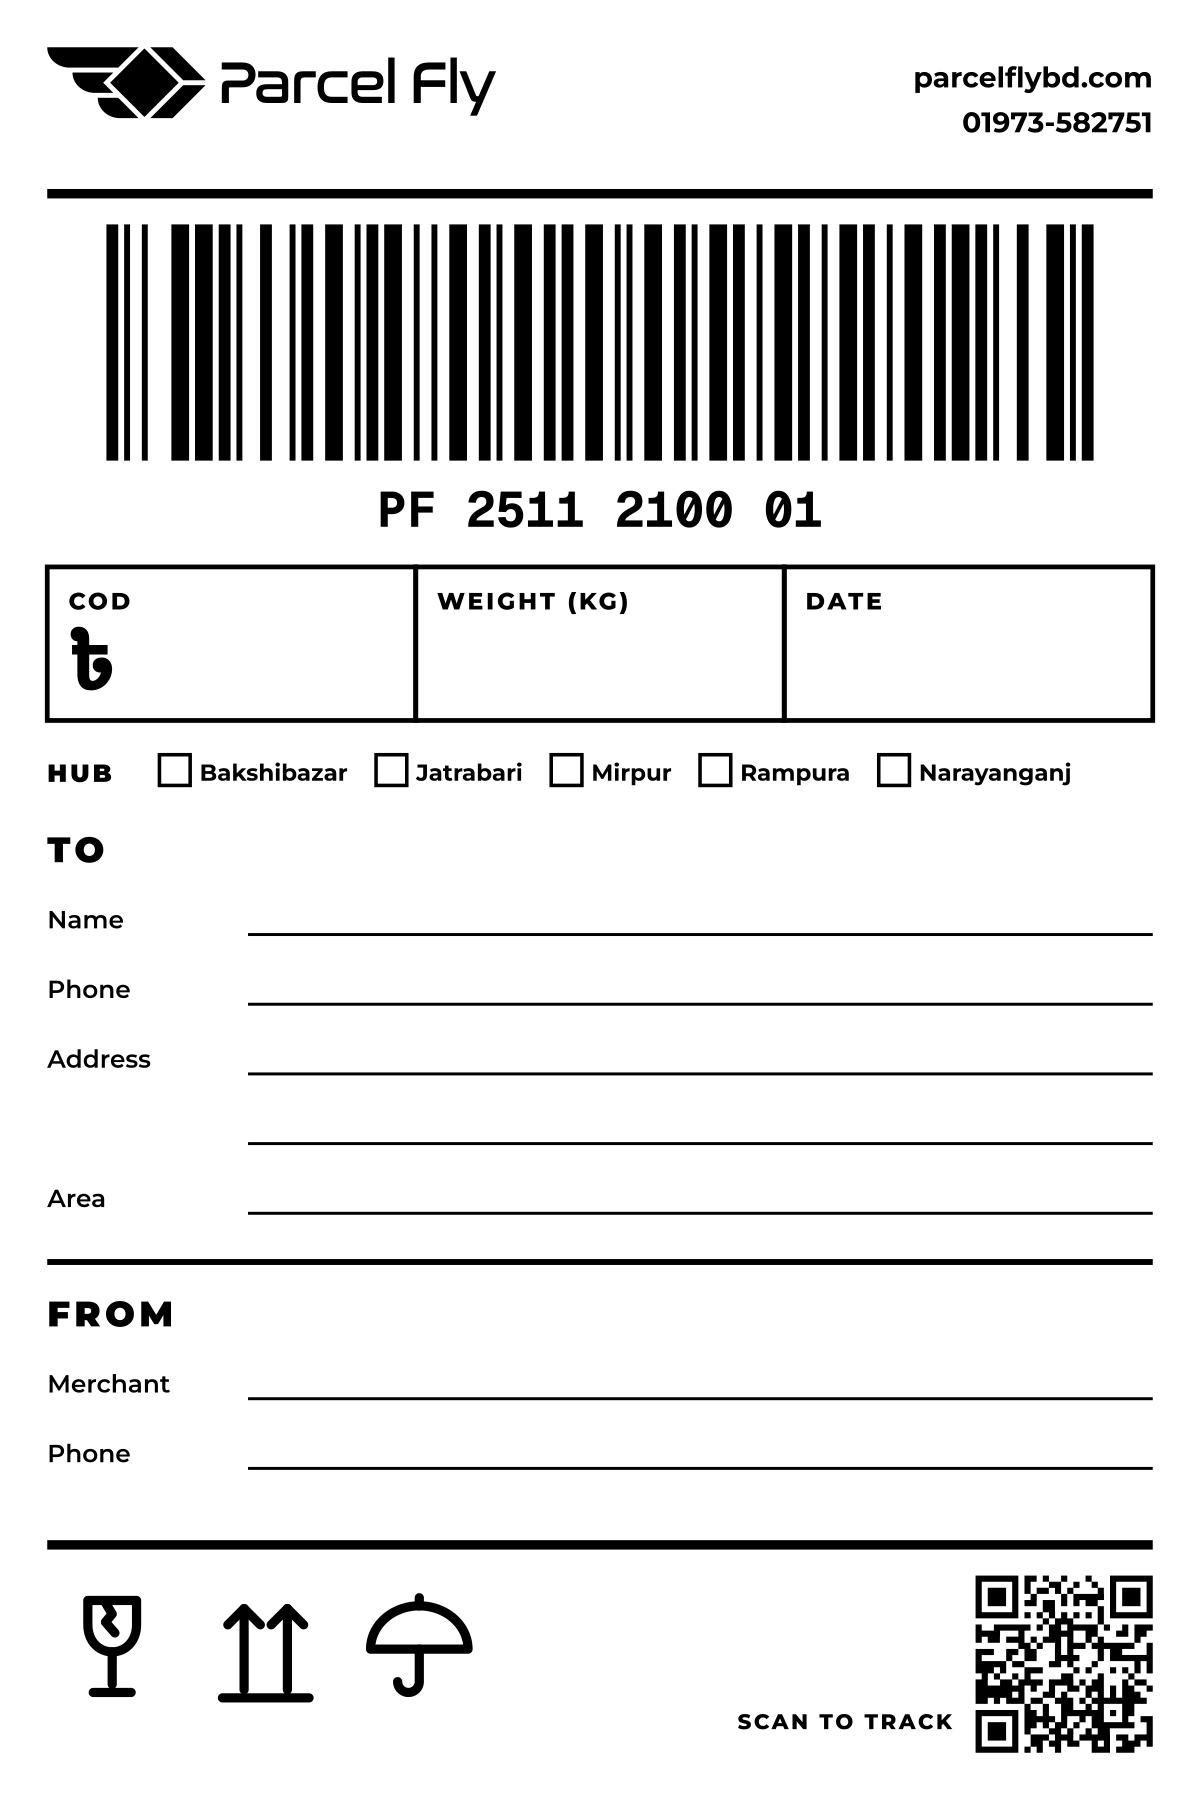 Parcel Fly
parcelflybd.com
01973-582751
PF 2511 2100 01
COD
৳
WEIGHT (KG)
DATE
HUB Bakshibazar Jatrabari Mirpur Rampura Narayanganj
TO
Name
Phone
Address
Area
FROM
Merchant
Phone
SCAN TO TRACK